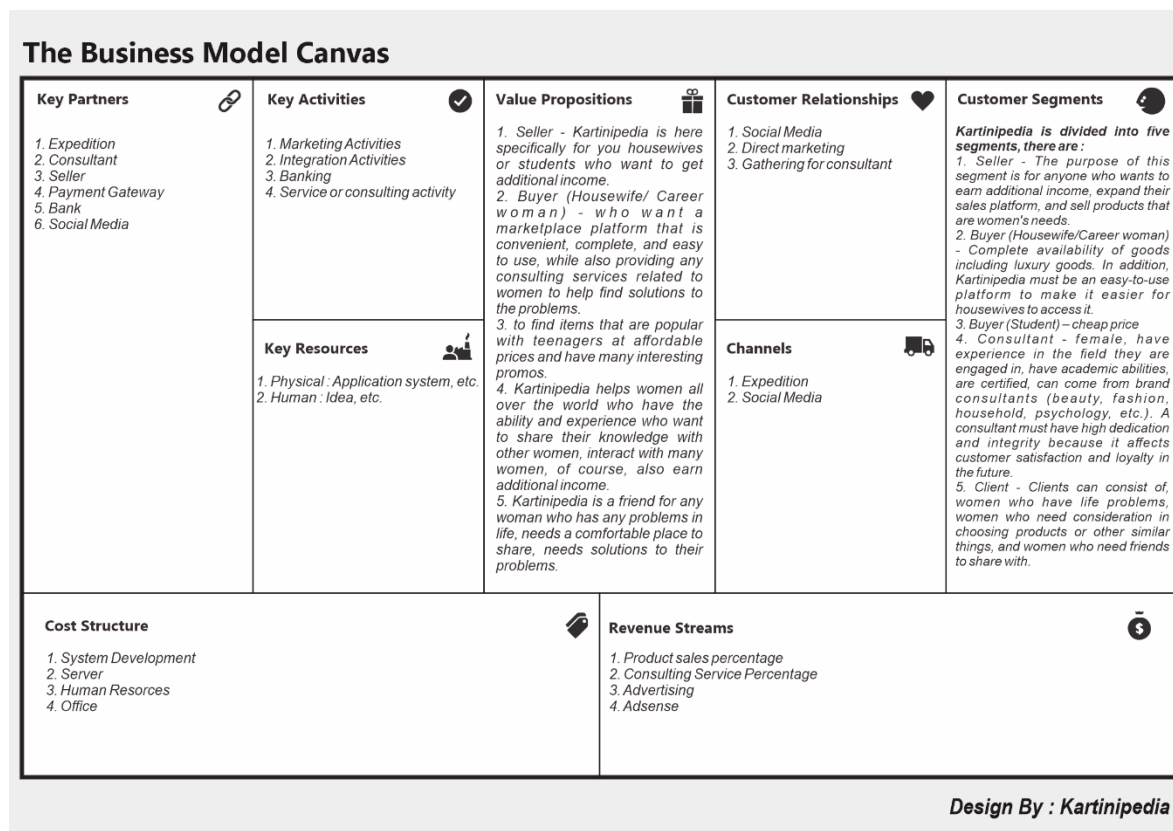 The Business Model Canvas
Key Partners
1. Expedition
2. Consultant
3. Seller
4. Payment Gateway
5. Bank
6. Social Media
Key Activities
1. Marketing Activities
2. Integration Activities
3. Banking
4. Service or consulting activity
Key Resources
1. Physical : Application system, etc.
2. Human : Idea, etc.
Value Propositions
1. Seller - Kartinipedia is here
specifically for you housewives
or students who want to get
additional income.
2. Buyer (Housewife/ Career
woman) - who want a
marketplace platform that is
convenient, complete, and easy
to use, while also providing any
consulting services related to
women to help find solutions to
the problems.
3. to find items that are popular
with teenagers at affordable
prices and have many interesting
promos.
4. Kartinipedia helps women all
over the world who have the
ability and experience who want
to share their knowledge with
other women, interact with many
women, of course, also earn
additional income.
5. Kartinipedia is a friend for any
woman who has any problems in
life, needs a comfortable place to
share, needs solutions to their
problems.
Customer Relationships
1. Social Media
2. Direct marketing
3. Gathering for consultant
Channels
1. Expedition
2. Social Media
Customer Segments
Kartinipedia is divided into five
segments, there are :
1. Seller - The purpose of this
segment is for anyone who wants to
earn additional income, expand their
sales platform, and sell products that
are women's needs.
2. Buyer (Housewife/Career woman)
- Complete availability of goods
including luxury goods. In addition,
Kartinipedia must be an easy-to-use
platform to make it easier for
housewives to access it.
3. Buyer (Student) – cheap price
4. Consultant - female, have
experience in the field they are
engaged in, have academic abilities,
are certified, can come from brand
consultants (beauty, fashion,
household, psychology, etc.). A
consultant must have high dedication
and integrity because it affects
customer satisfaction and loyalty in
the future.
5. Client - Clients can consist of,
women who have life problems,
women who need consideration in
choosing products or other similar
things, and women who need friends
to share with.
Cost Structure
1. System Development
2. Server
3. Human Resorces
4. Office
Revenue Streams
$
1. Product sales percentage
2. Consulting Service Percentage
3. Advertising
4. Adsense
Design By : Kartinipedia